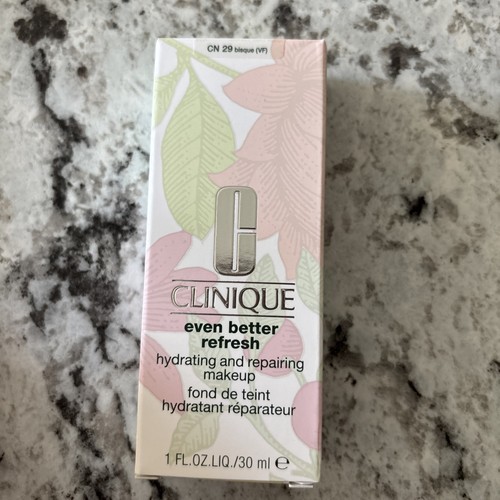 CN 29 bisque (VF)
CLINIQUE
even better
refresh
hydrating and repairing
makeup
fond de teint
hydratant réparateur
1 FL.OZ.LIQ./30 ml ℮